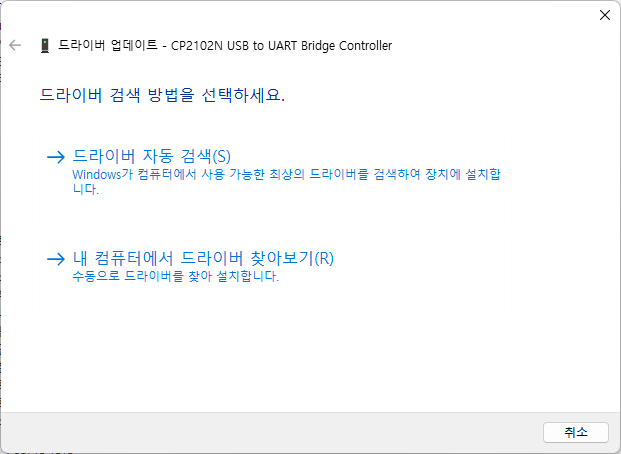 드라이버 업데이트 - CP2102N USB to UART Bridge Controller
드라이버 검색 방법을 선택하세요.
드라이버 자동 검색(S)
Windows가 컴퓨터에서 사용 가능한 최상의 드라이버를 검색하여 장치에 설치합
니다.
내 컴퓨터에서 드라이버 찾아보기(R)
수동으로 드라이버를 찾아 설치합니다.
취소